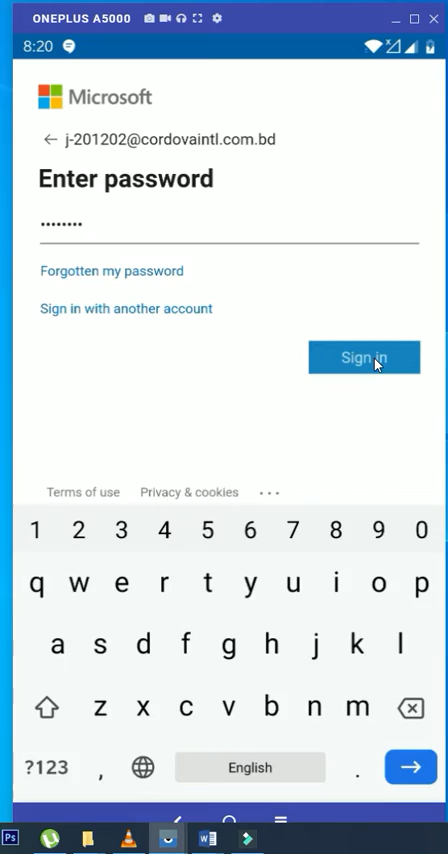 ONEPLUS A5000
8:20
Microsoft
← j-201202@cordovaintl.com.bd
Enter password
••••••••
Forgotten my password
Sign in with another account
Sign in
Terms of use Privacy & cookies ...
1 2 3 4 5 6 7 8 9 0
q w e r t y u i o p
a s d f g h j k l
z x c v b n m
?123 , English .
Ps W